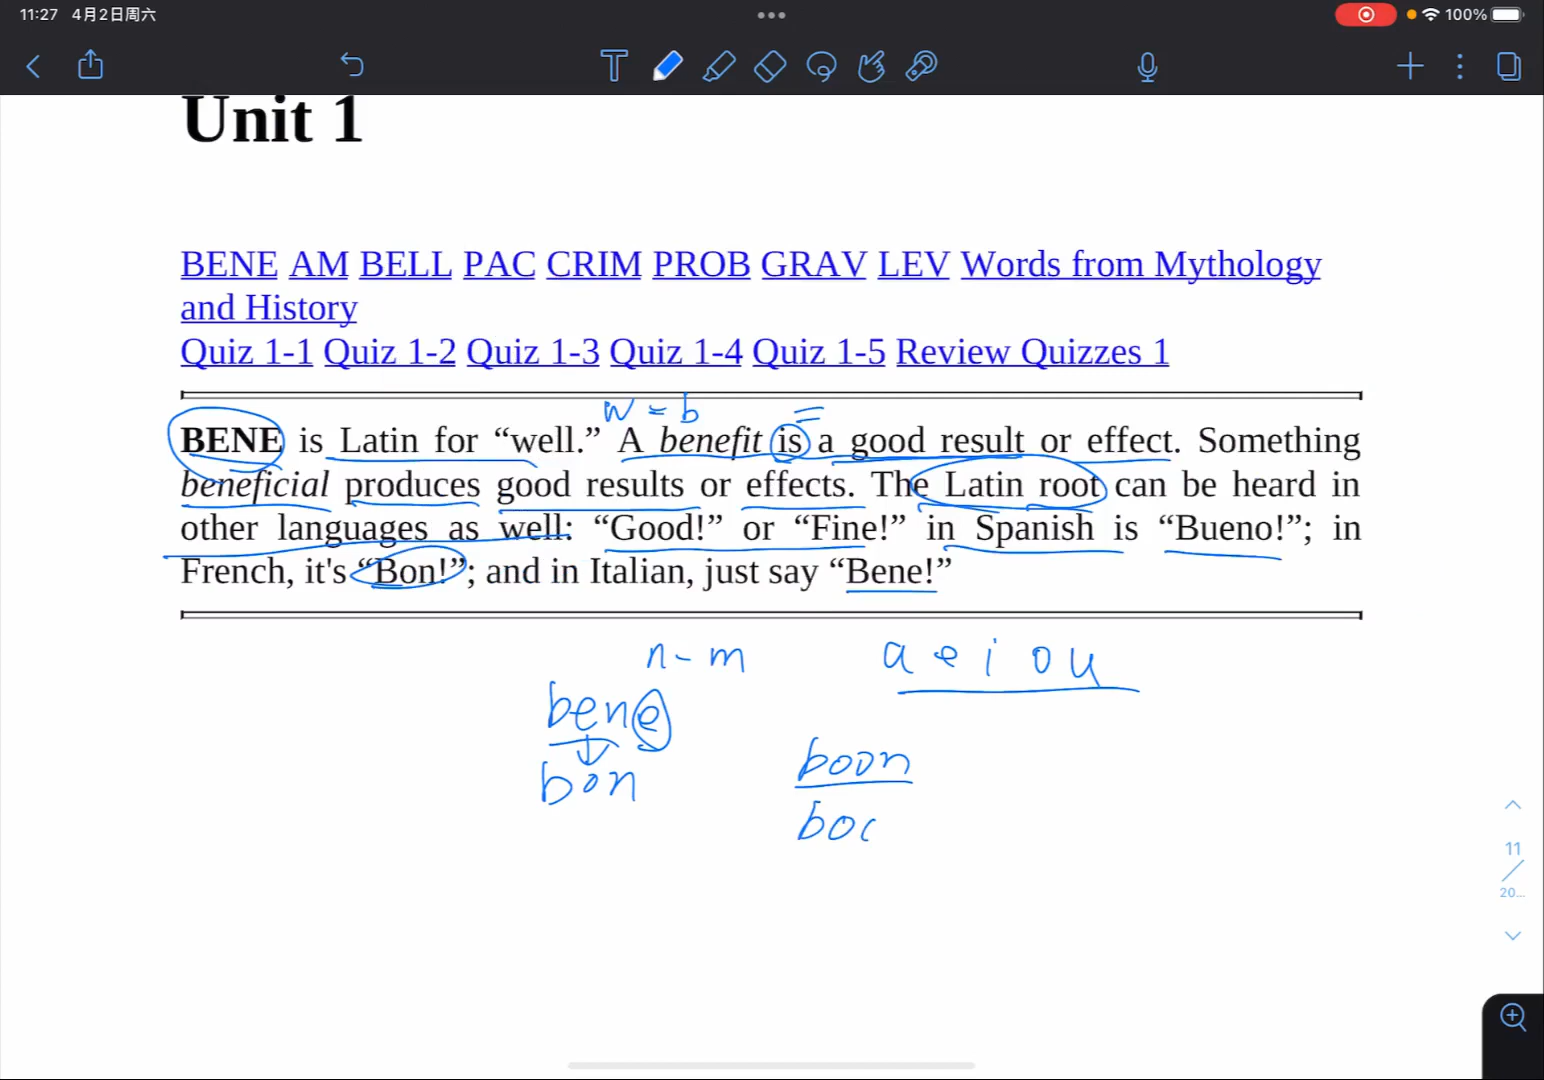 11:27 4月2日周六
100%
Unit 1
BENE AM BELL PAC CRIM PROB GRAV LEV Words from Mythology
and History
Quiz 1-1 Quiz 1-2 Quiz 1-3 Quiz 1-4 Quiz 1-5 Review Quizzes 1
w = b =
BENE is Latin for “well.” A benefit is a good result or effect. Something
beneficial produces good results or effects. The Latin root can be heard in
other languages as well: “Good!” or “Fine!” in Spanish is “Bueno!”; in
French, it's “Bon!”; and in Italian, just say “Bene!”
n - m a e i o u
bene
bon
boon
boc
11
20...